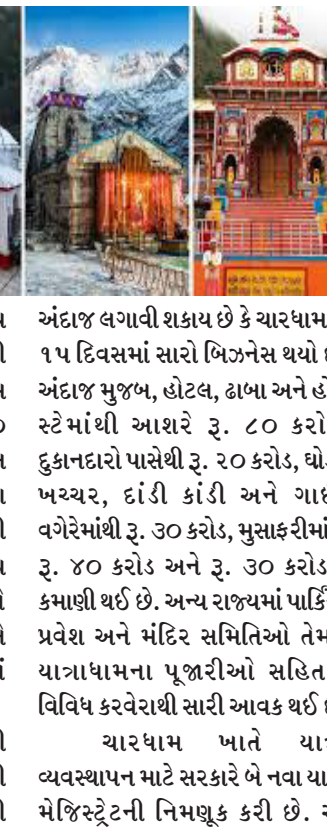 અંદાજ લગાવી શકાય છે કે ચારધામ
૧૫ દિવસમાં સારો બિઝનેસ થયો
અંદાજ મુજબ, હોટલ, ઢાબા અને
સ્ટેમાંથી આશરે રૂ. ૮૦
દુકાનદારો પાસેથી રૂ. ૨૦ કરોડ,
ખચ્ચર, દાંડી કાંડી અને
વગેરેમાંથી રૂ. ૩૦ કરોડ,
રૂ. ૪૦ કરોડ અને રૂ. ૩૦ કરોડ
કમાણી થઈ છે. અન્ય રાજ્યમાં
પ્રવેશ અને મંદિર સમિતિઓ
યાત્રાધામના પૂજારીઓ સહિત
વિવિધ કરવેરાથી સારી આવક થઈ
ચારધામ ખાતે
વ્યવસ્થાપન માટે સરકારે બે નવા
મેજિસ્ટ્રેટની નિમણૂક કરી છે.